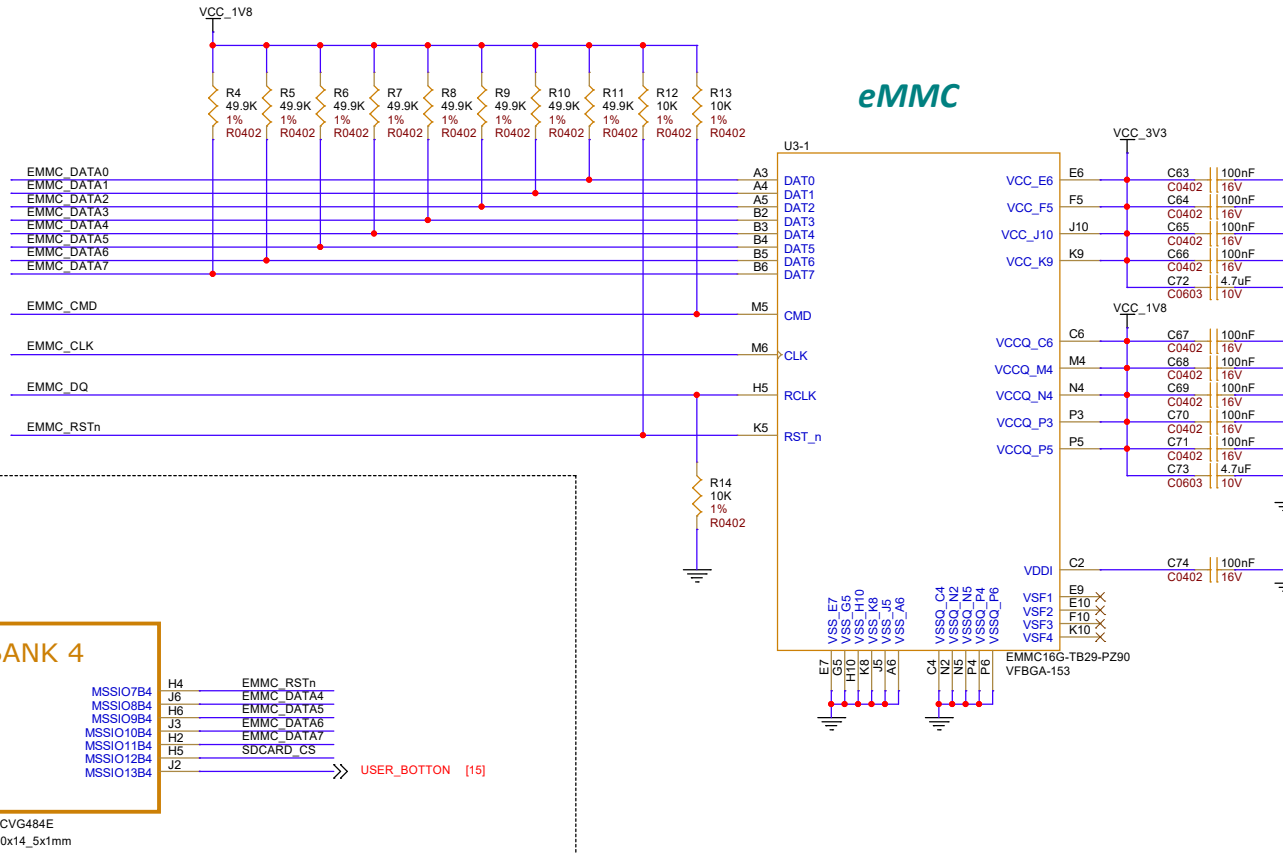 VCC_1V8
R4 R5 R6 R7 R8 R9 R10 R11 R12 R13
49.9K 49.9K 49.9K 49.9K 49.9K 49.9K 49.9K 49.9K 10K 10K
1% 1% 1% 1% 1% 1% 1% 1% 1% 1%
R0402 R0402 R0402 R0402 R0402 R0402 R0402 R0402 R0402 R0402
eMMC
VCC_3V3
U3-1
EMMC_DATA0 A3 DAT0
EMMC_DATA1 A4 DAT1
EMMC_DATA2 A5 DAT2
EMMC_DATA3 B2 DAT3
EMMC_DATA4 B3 DAT4
EMMC_DATA5 B4 DAT5
EMMC_DATA6 B5 DAT6
EMMC_DATA7 B6 DAT7
EMMC_CMD M5 CMD
EMMC_CLK M6 CLK
EMMC_DQ H5 RCLK
EMMC_RSTn K5 RST_n
R14
10K
1%
R0402
VCC_E6 E6 C63 100nF
C0402 16V
VCC_F5 F5 C64 100nF
C0402 16V
VCC_J10 J10 C65 100nF
C0402 16V
VCC_K9 K9 C66 100nF
C0402 16V
C72 4.7uF
C0603 10V
VCC_1V8
VCCQ_C6 C6 C67 100nF
C0402 16V
VCCQ_M4 M4 C68 100nF
C0402 16V
VCCQ_N4 N4 C69 100nF
C0402 16V
VCCQ_P3 P3 C70 100nF
C0402 16V
VCCQ_P5 P5 C71 100nF
C0402 16V
C73 4.7uF
C0603 10V
VDDI C2 C74 100nF
C0402 16V
VSF1 E9
VSF2 E10
VSF3 F10
VSF4 K10
VSS_E7 VSS_G5 VSS_H10 VSS_K8 VSS_J5 VSS_A6 VSSQ_C4 VSSQ_N2 VSSQ_N5 VSSQ_P4 VSSQ_P6
E7 G5 H10 K8 J5 A6 C4 N2 N5 P4 P6
EMMC16G-TB29-PZ90
VFBGA-153
BANK 4
MSSIO7B4 H4 EMMC_RSTn
MSSIO8B4 J6 EMMC_DATA4
MSSIO9B4 H6 EMMC_DATA5
MSSIO10B4 J3 EMMC_DATA6
MSSIO11B4 H2 EMMC_DATA7
MSSIO12B4 H5 SDCARD_CS
MSSIO13B4 J2 USER_BOTTON [15]
CVG484E
0x14_5x1mm